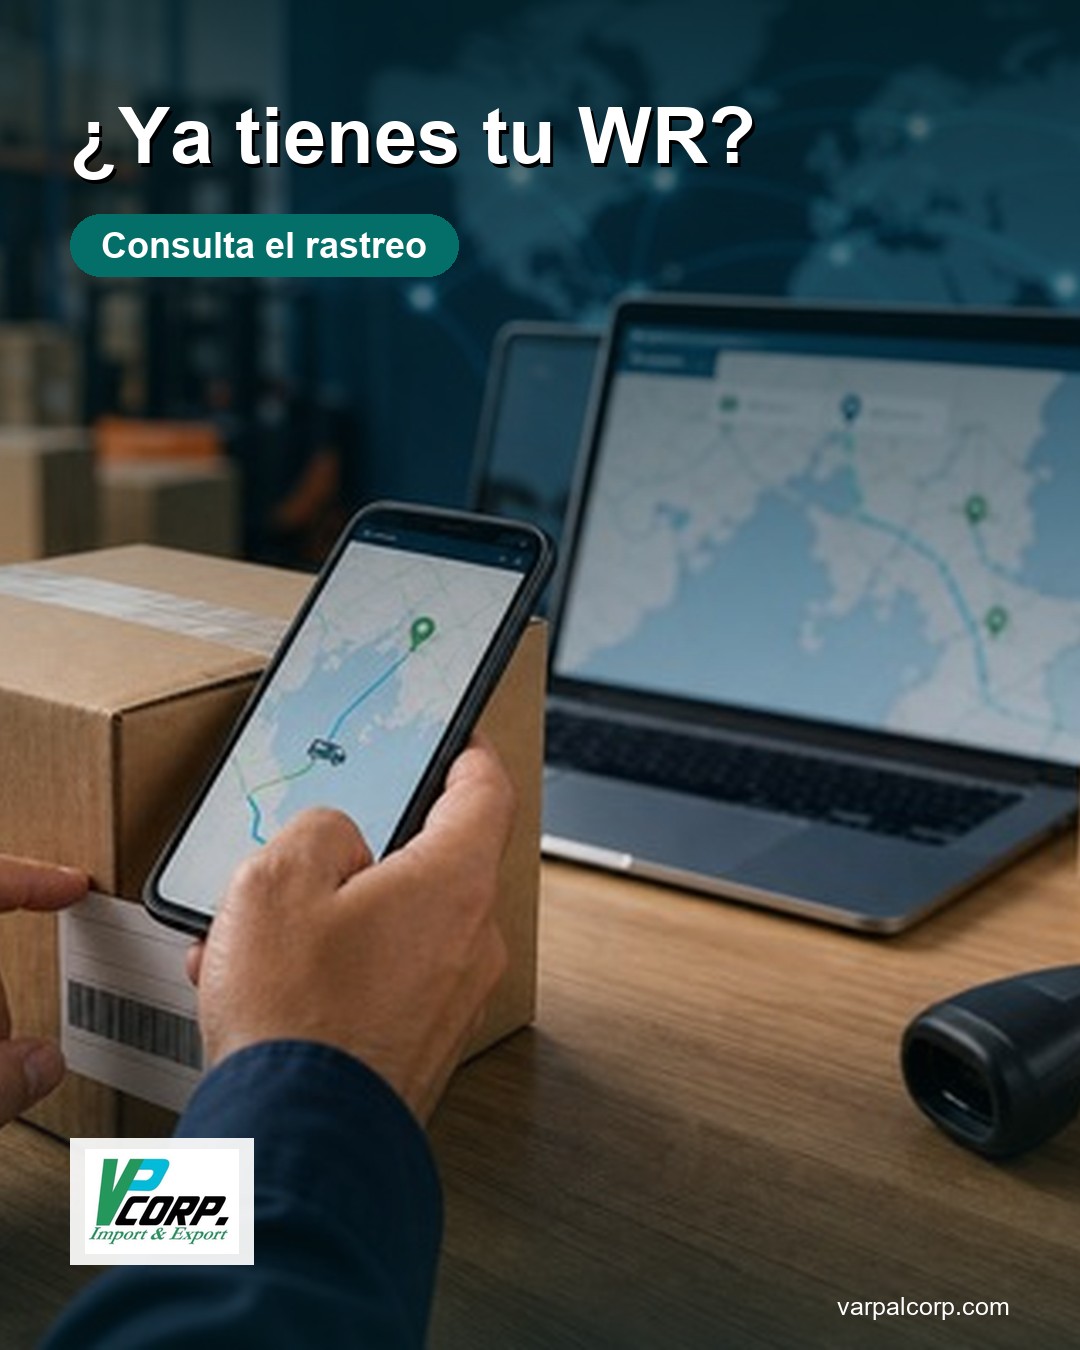 ¿Ya tienes tu WR?
Consulta el rastreo
VP
CORP.
Import & Export
varpalcorp.com